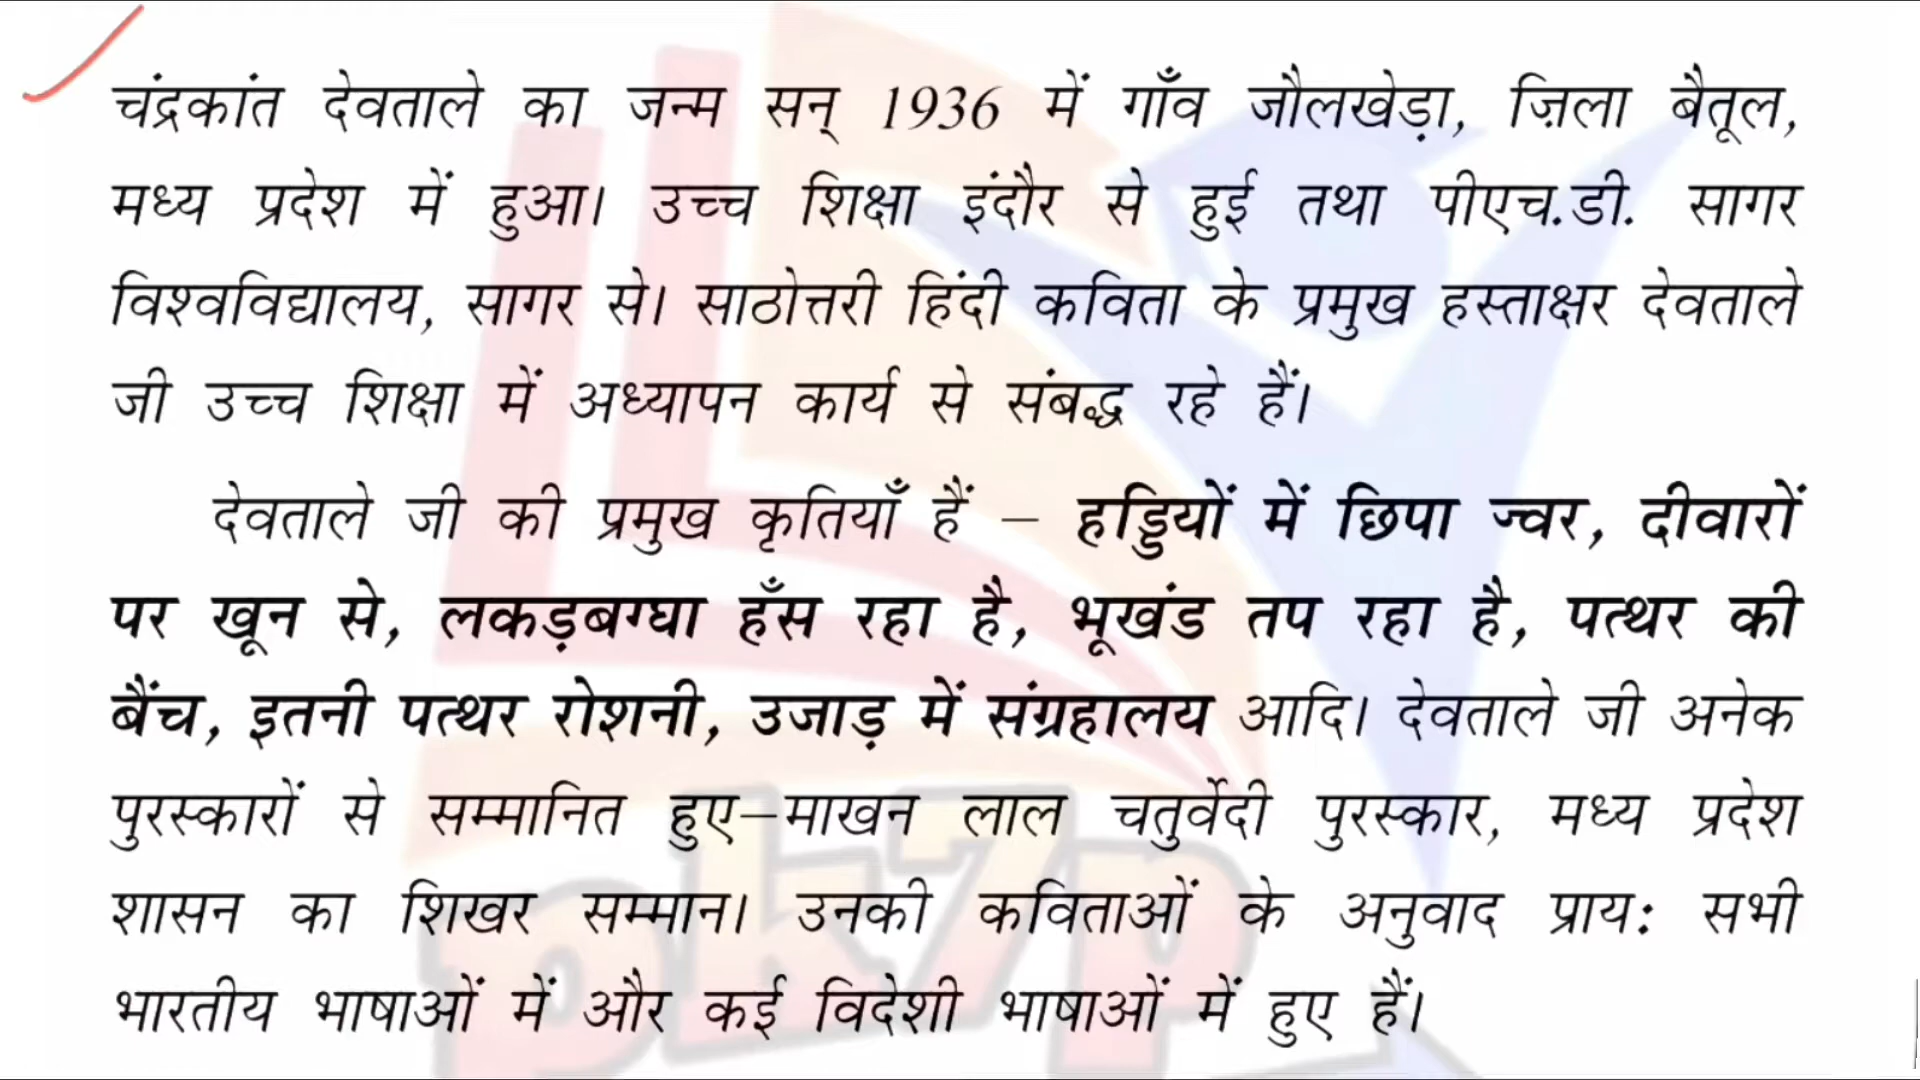 चंद्रकांत देवताले का जन्म सन् 1936 में गाँव जौलखेड़ा, ज़िला बैतूल,
मध्य प्रदेश में हुआ। उच्च शिक्षा इंदौर से हुई तथा पीएच.डी. सागर
विश्वविद्यालय, सागर से। साठोत्तरी हिंदी कविता के प्रमुख हस्ताक्षर देवताले
जी उच्च शिक्षा में अध्यापन कार्य से संबद्ध रहे हैं।
देवताले जी की प्रमुख कृतियाँ हैं – हड्डियों में छिपा ज्वर, दीवारों
पर खून से, लकड़बग्घा हँस रहा है, भूखंड तप रहा है, पत्थर की
बैंच, इतनी पत्थर रोशनी, उजाड़ में संग्रहालय आदि। देवताले जी अनेक
पुरस्कारों से सम्मानित हुए–माखन लाल चतुर्वेदी पुरस्कार, मध्य प्रदेश
शासन का शिखर सम्मान। उनकी कविताओं के अनुवाद प्राय: सभी
भारतीय भाषाओं में और कई विदेशी भाषाओं में हुए हैं।
pk7p